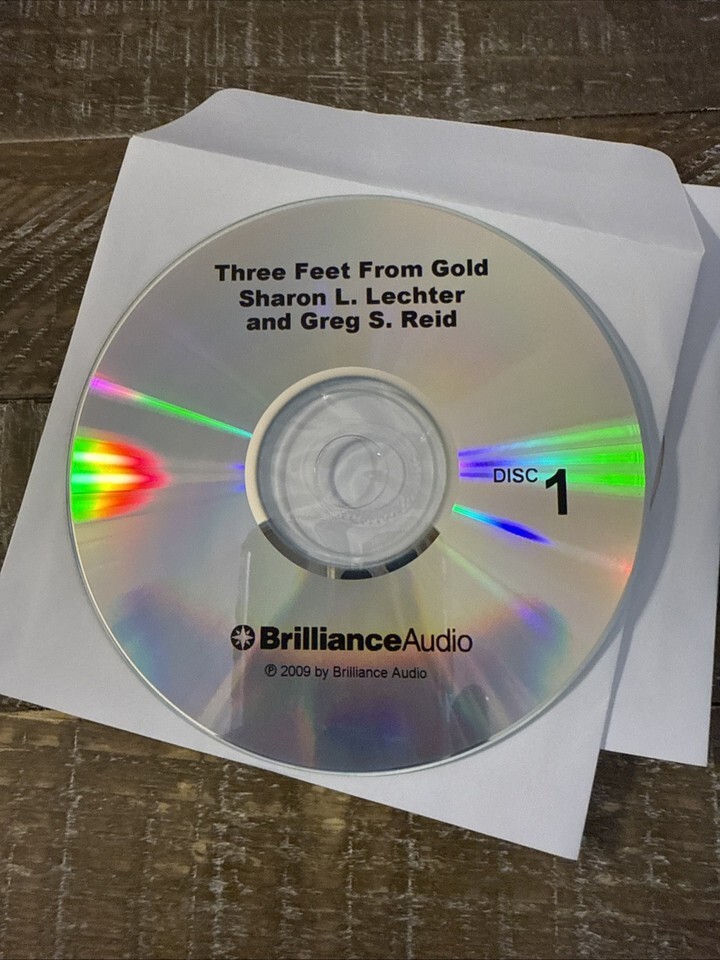 Three Feet From Gold
Sharon L. Lechter
and Greg S. Reid
DISC 1
BrillianceAudio
℗ 2009 by Brilliance Audio